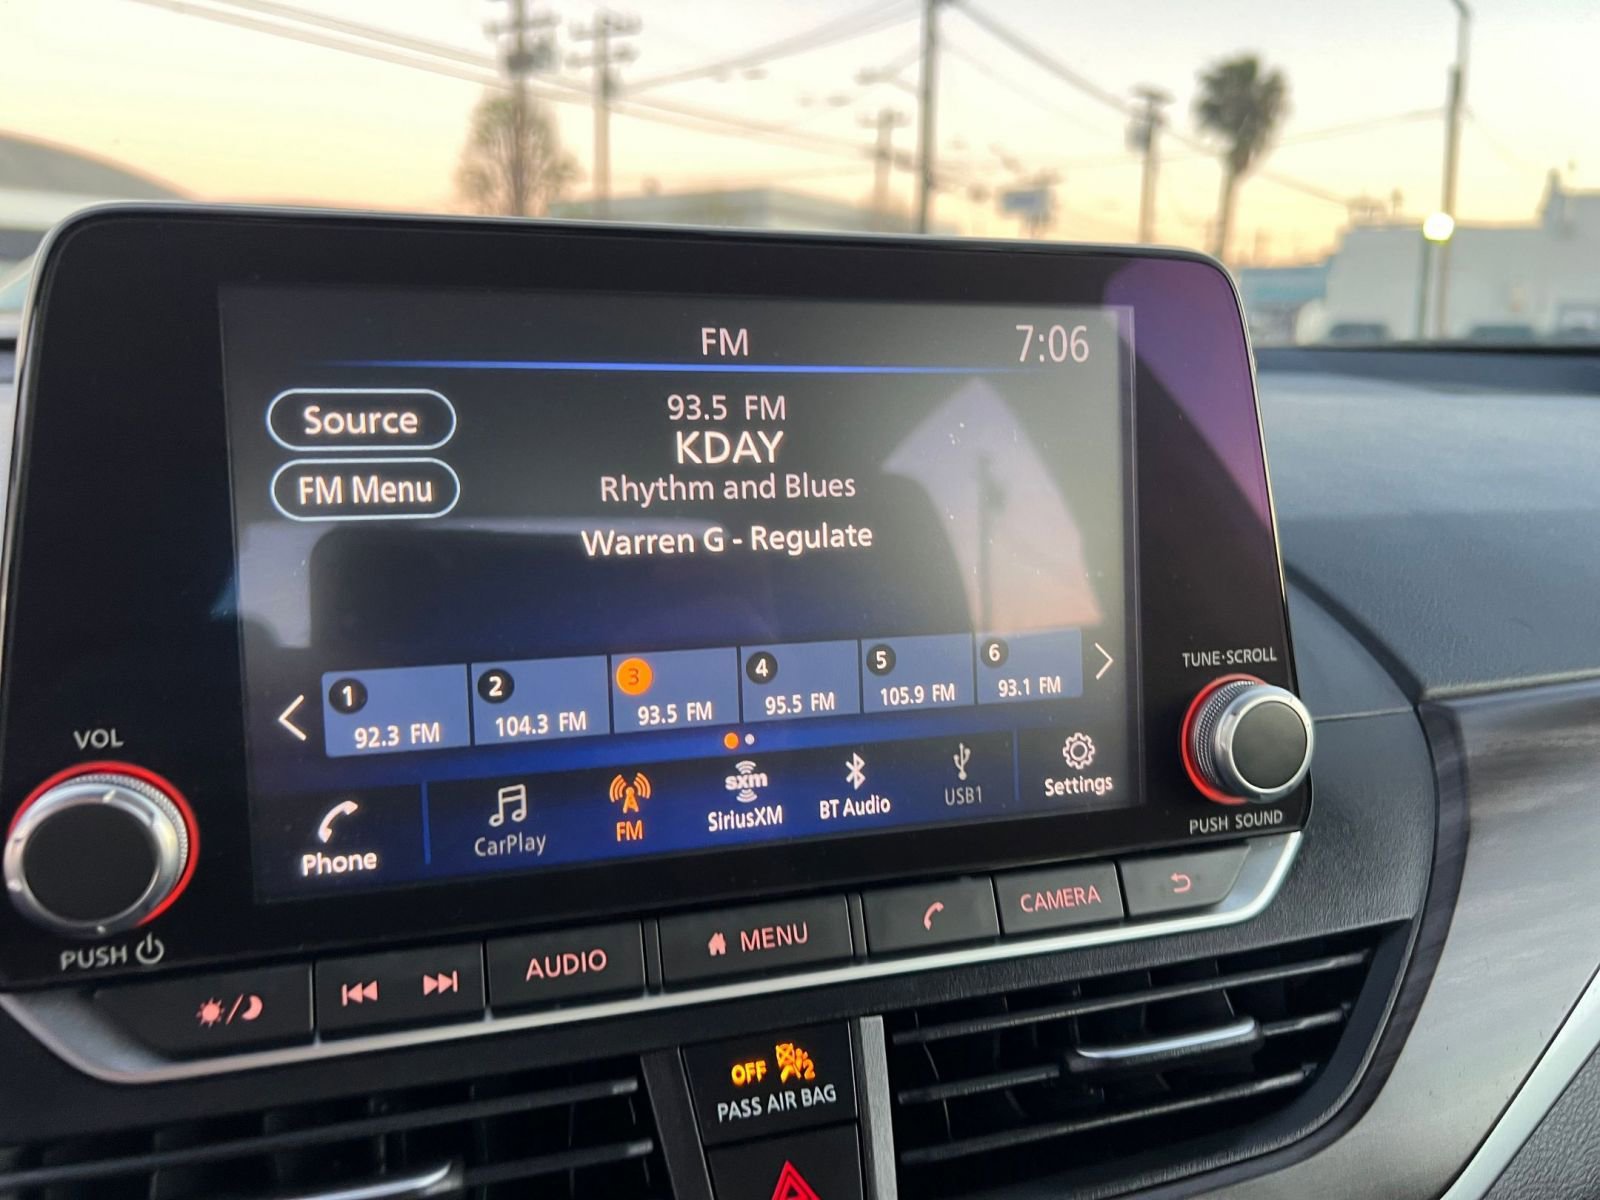 FM
7:06
Source
93.5 FM
KDAY
FM Menu
Rhythm and Blues
Warren G - Regulate
1
92.3 FM
2
104.3 FM
3
93.5 FM
4
95.5 FM
5
105.9 FM
6
93.1 FM
Phone
CarPlay
FM
sxm
SiriusXM
BT Audio
USB1
Settings
VOL
PUSH
TUNE·SCROLL
PUSH SOUND
AUDIO
MENU
CAMERA
OFF
2
PASS AIR BAG